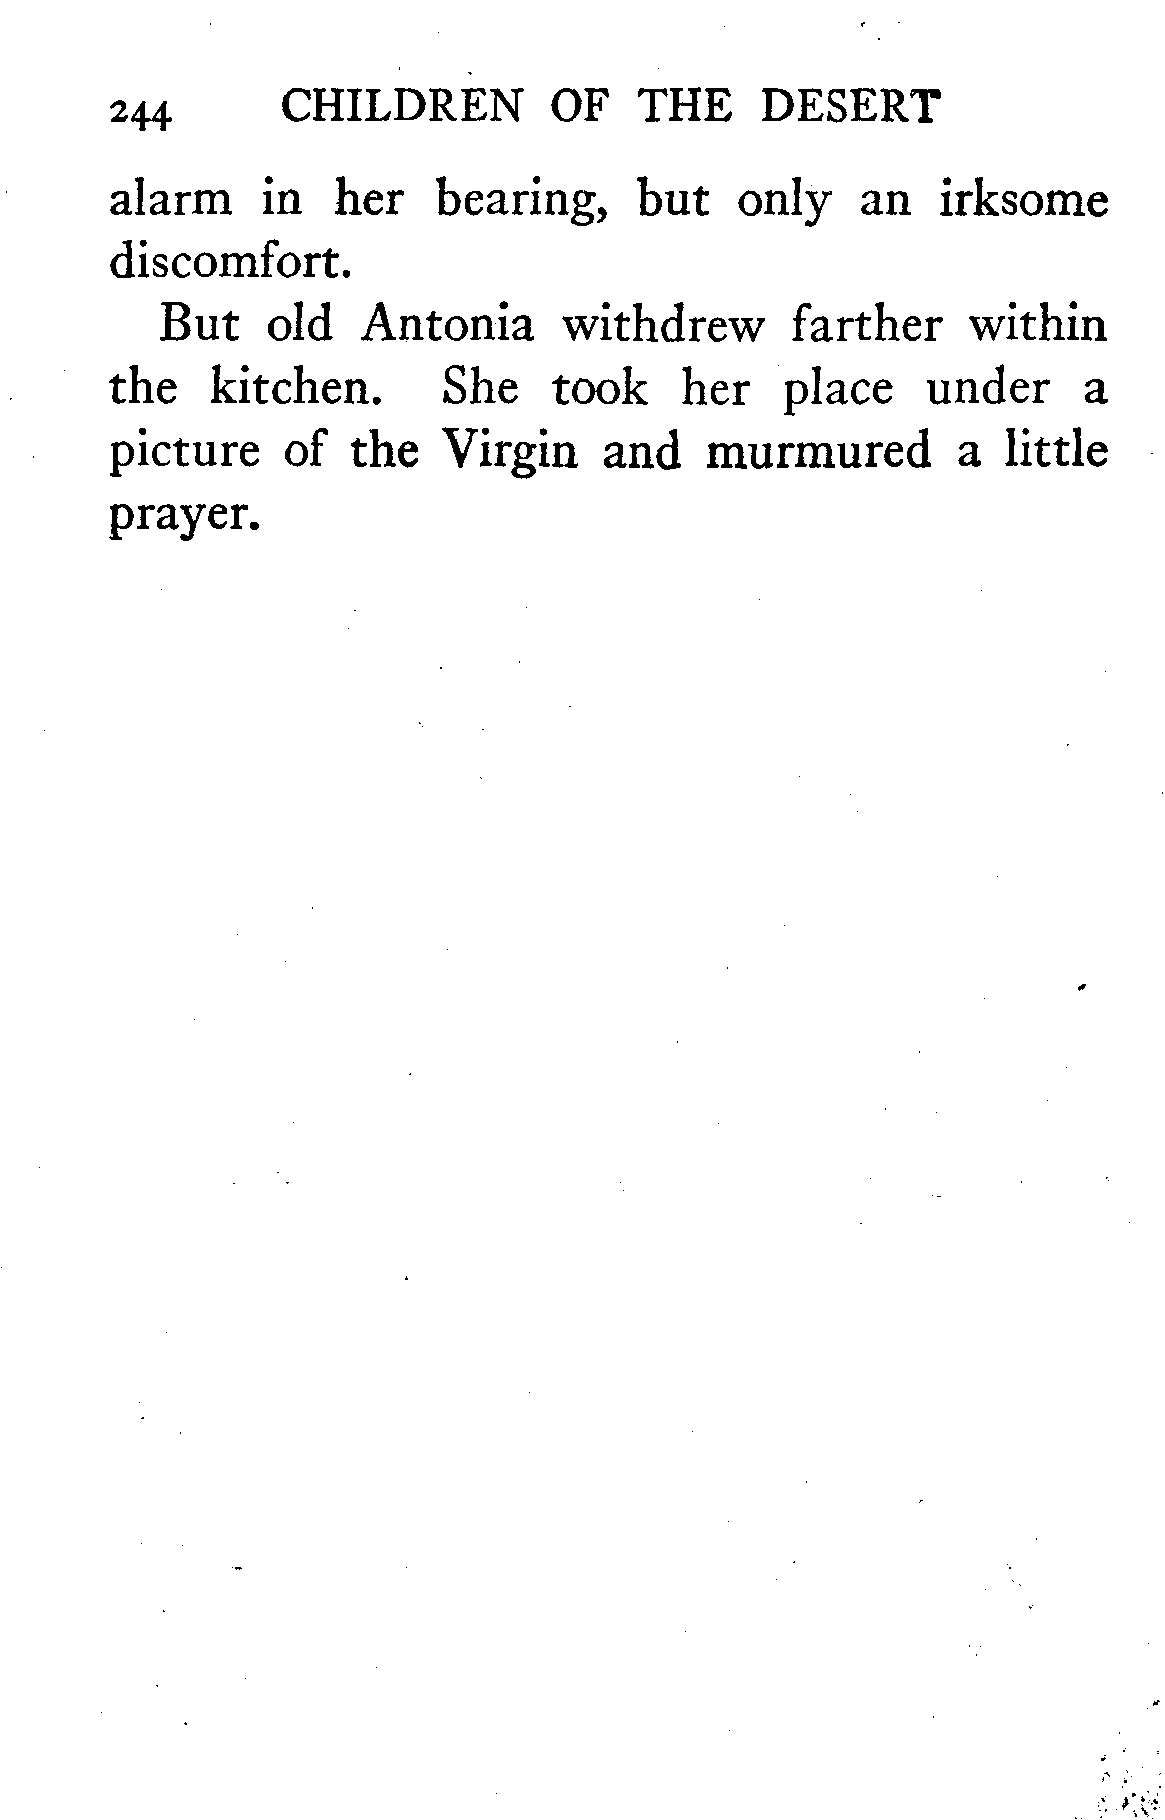 244 CHILDREN OF THE DESERT
alarm in her bearing, but only an irksome
discomfort.
But old Antonia withdrew farther within
the kitchen. She took her place under a
picture of the Virgin and murmured a little
prayer.